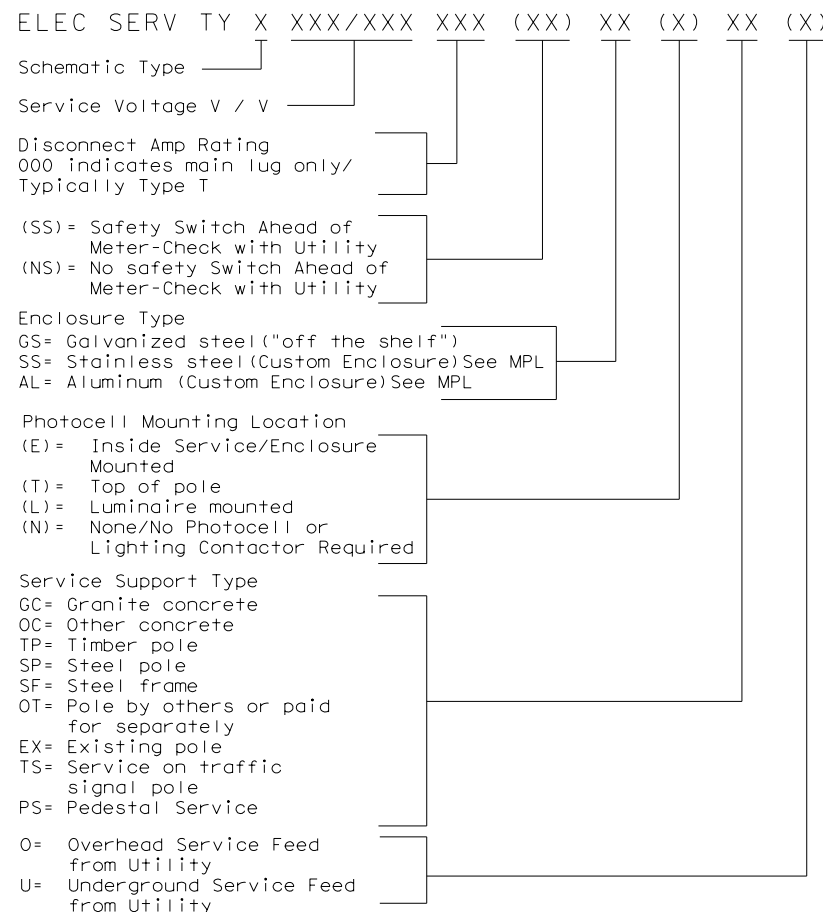 ELEC SERV TY X XXX/XXX XXX (XX) XX (X) XX (X)
Schematic Type
Service Voltage V / V
Disconnect Amp Rating
000 indicates main lug only/
Typically Type T
(SS)= Safety Switch Ahead of
Meter-Check with Utility
(NS)= No safety Switch Ahead of
Meter-Check with Utility
Enclosure Type
GS= Galvanized steel("off the shelf")
SS= Stainless steel(Custom Enclosure)See MPL
AL= Aluminum (Custom Enclosure)See MPL
Photocell Mounting Location
(E)= Inside Service/Enclosure
Mounted
(T)= Top of pole
(L)= Luminaire mounted
(N)= None/No Photocell or
Lighting Contactor Required
Service Support Type
GC= Granite concrete
OC= Other concrete
TP= Timber pole
SP= Steel pole
SF= Steel frame
OT= Pole by others or paid
for separately
EX= Existing pole
TS= Service on traffic
signal pole
PS= Pedestal Service
O= Overhead Service Feed
from Utility
U= Underground Service Feed
from Utility